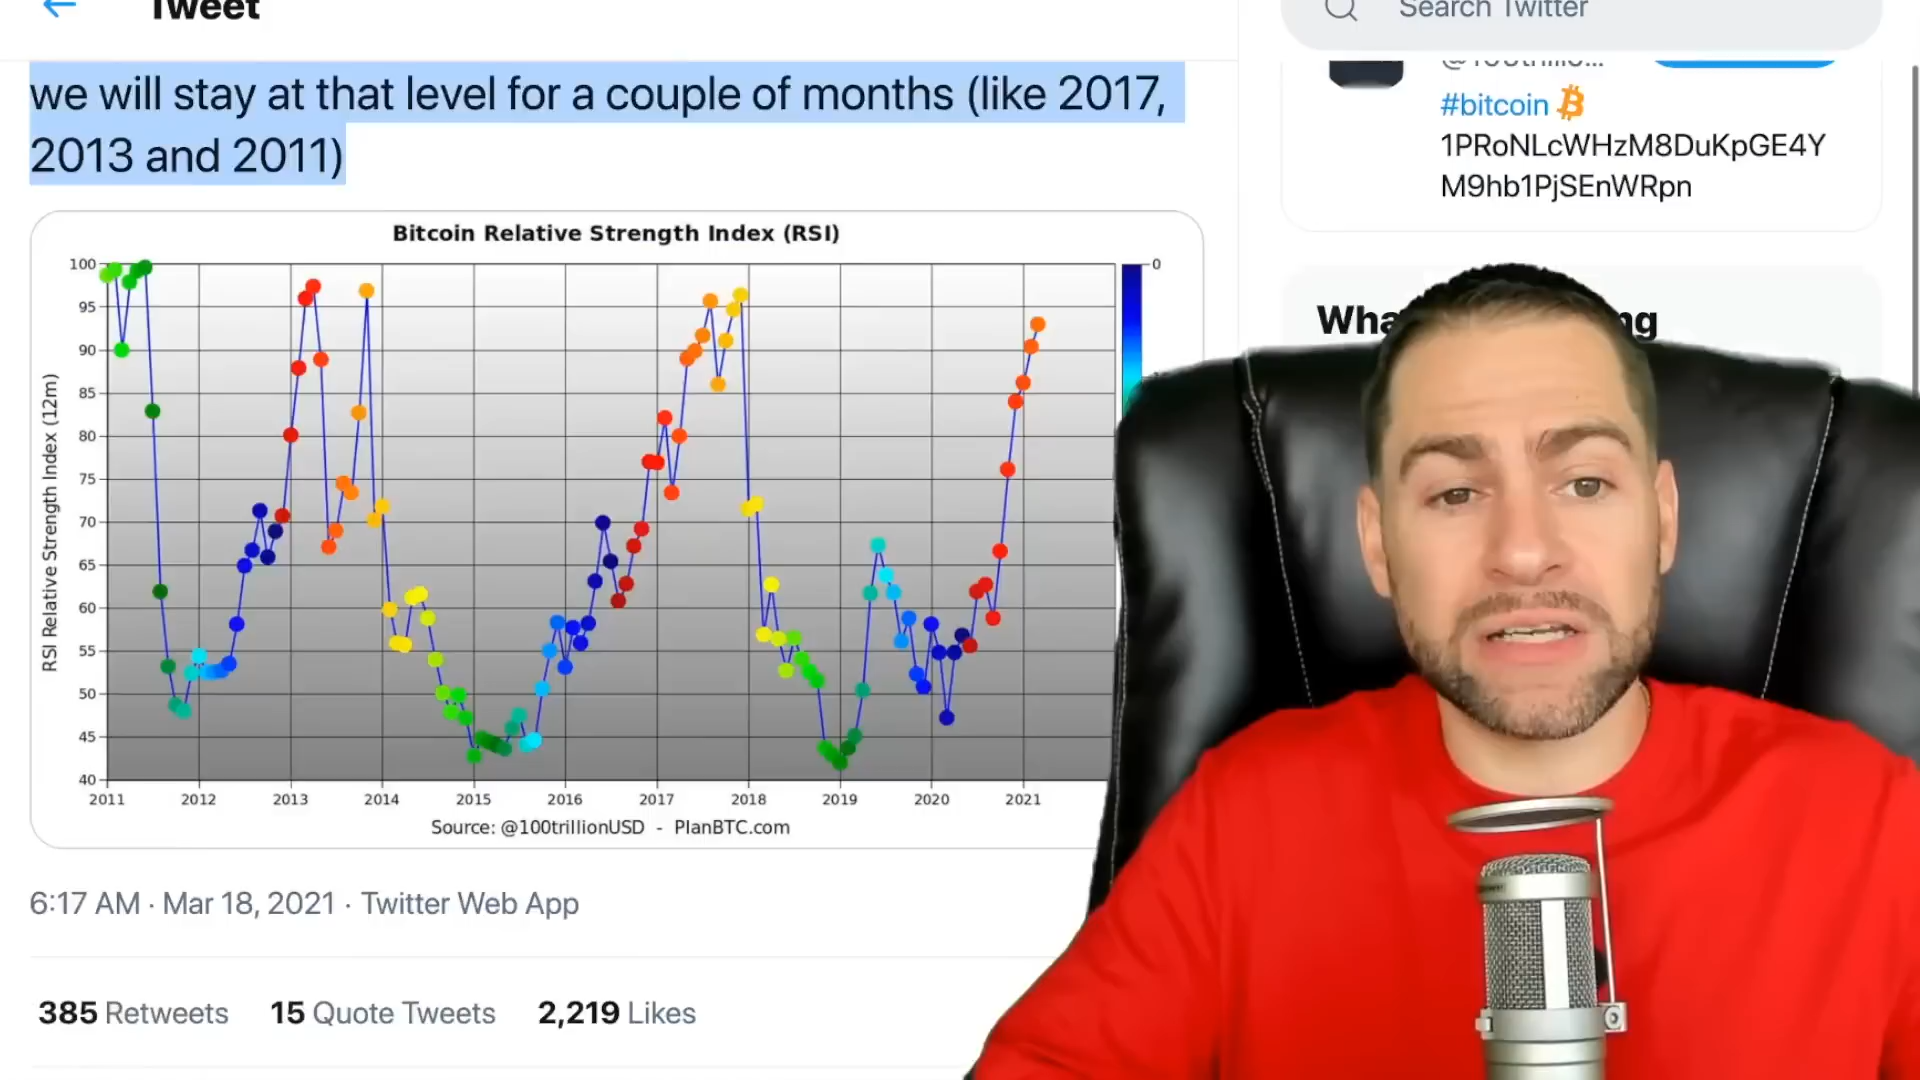 Tweet
Search Twitter
we will stay at that level for a couple of months (like 2017,
2013 and 2011)
#bitcoin
1PRoNLcWHzM8DuKpGE4Y
M9hb1PjSEnWRpn
Bitcoin Relative Strength Index (RSI)
RSI Relative Strength Index (12m)
100
95
90
85
80
75
70
65
60
55
50
45
40
0
2011 2012 2013 2014 2015 2016 2017 2018 2019 2020 2021
Source: @100trillionUSD - PlanBTC.com
6:17 AM · Mar 18, 2021 · Twitter Web App
385 Retweets 15 Quote Tweets 2,219 Likes